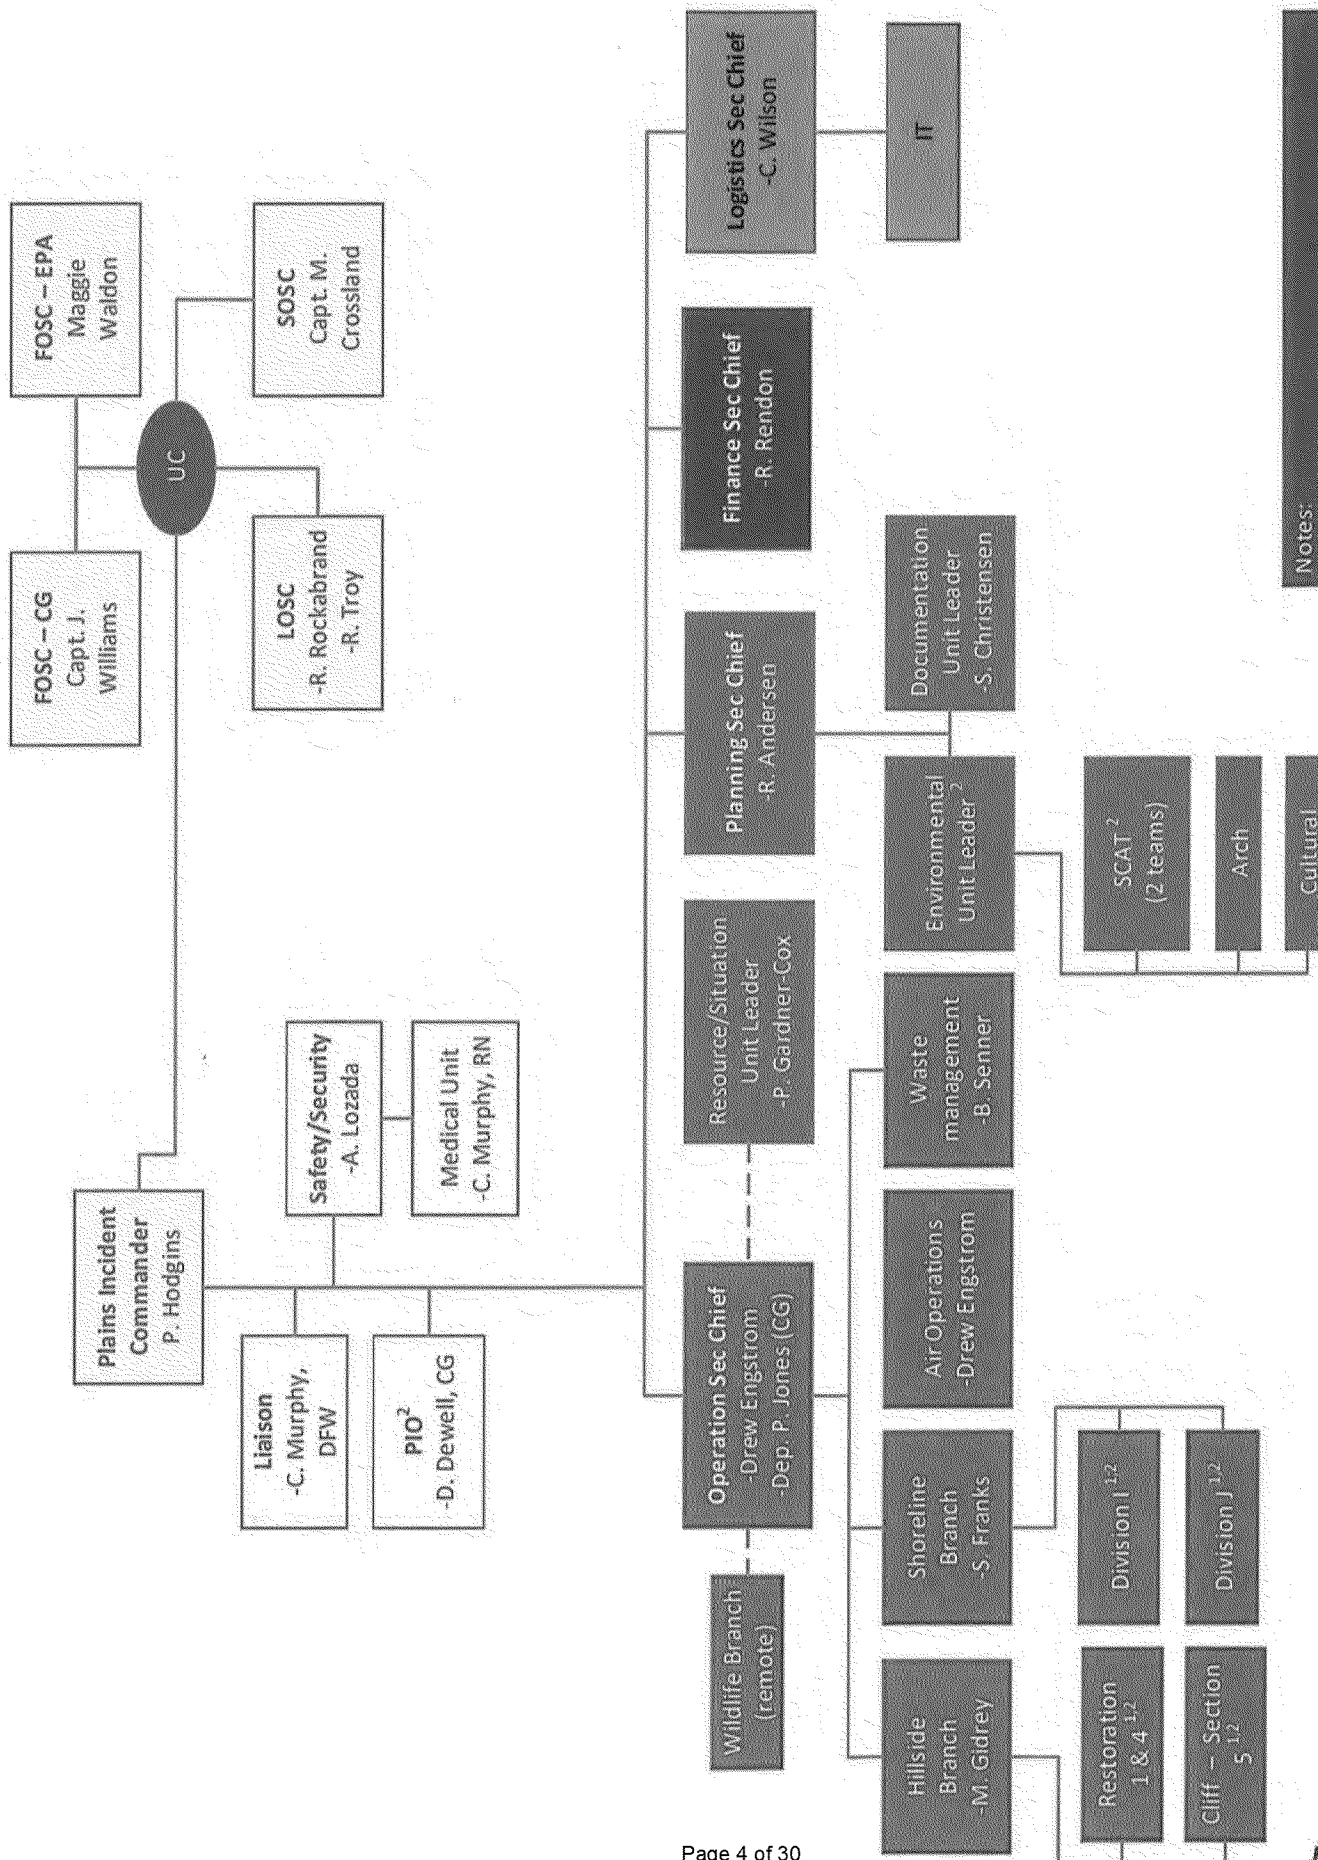 FOSC – CG
Capt. J.
Williams
FOSC – EPA
Maggie
Waldon
UC
LOSC
-R. Rockabrand
-R. Troy
SOSC
Capt. M.
Crossland
Plains Incident
Commander
P. Hodgins
Liaison
-C. Murphy,
DFW
PIO²
-D. Dewell, CG
Safety/Security
-A. Lozada
Medical Unit
-C. Murphy, RN
Wildlife Branch
(remote)
Operation Sec Chief
-Drew Engstrom
-Dep. P. Jones (CG)
Resource/Situation
Unit Leader
-P. Gardner-Cox
Planning Sec Chief
-R. Andersen
Finance Sec Chief
-R. Rendon
Logistics Sec Chief
-C. Wilson
Hillside
Branch
-M. Gidrey
Shoreline
Branch
-S. Franks
Air Operations
-Drew Engstrom
Waste
management
-B. Senner
Environmental
Unit Leader ²
Documentation
Unit Leader
-S. Christensen
IT
Restoration
1 & 4 ¹·²
Division I ¹·²
SCAT ²
(2 teams)
Cliff – Section
5 ¹·²
Division J ¹·²
Arch
Cultural
Notes:
Page 4 of 30